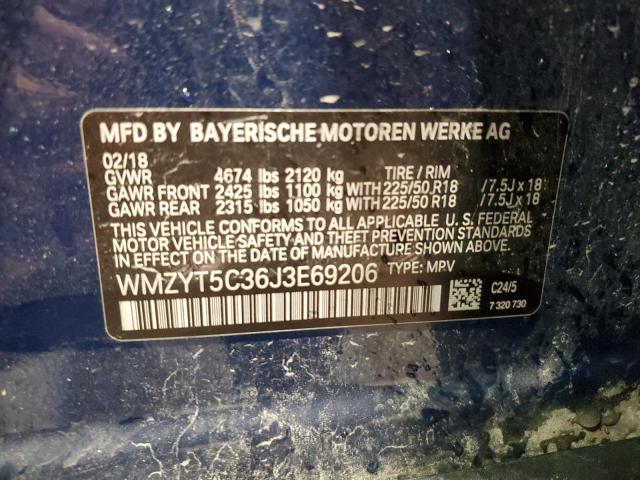 MFD BY BAYERISCHE MOTOREN WERKE AG
02/18
GVWR 4674 lbs 2120 kg TIRE / RIM
GAWR FRONT 2425 lbs 1100 kg WITH 225/50 R18 / 7.5J x 18
GAWR REAR 2315 lbs 1050 kg WITH 225/50 R18 / 7.5J x 18
THIS VEHICLE CONFORMS TO ALL APPLICABLE U. S. FEDERAL
MOTOR VEHICLE SAFETY AND THEFT PREVENTION STANDARDS
IN EFFECT ON THE DATE OF MANUFACTURE SHOWN ABOVE.
WMZYT5C36J3E69206 TYPE: MPV
C24/5
7 320 730